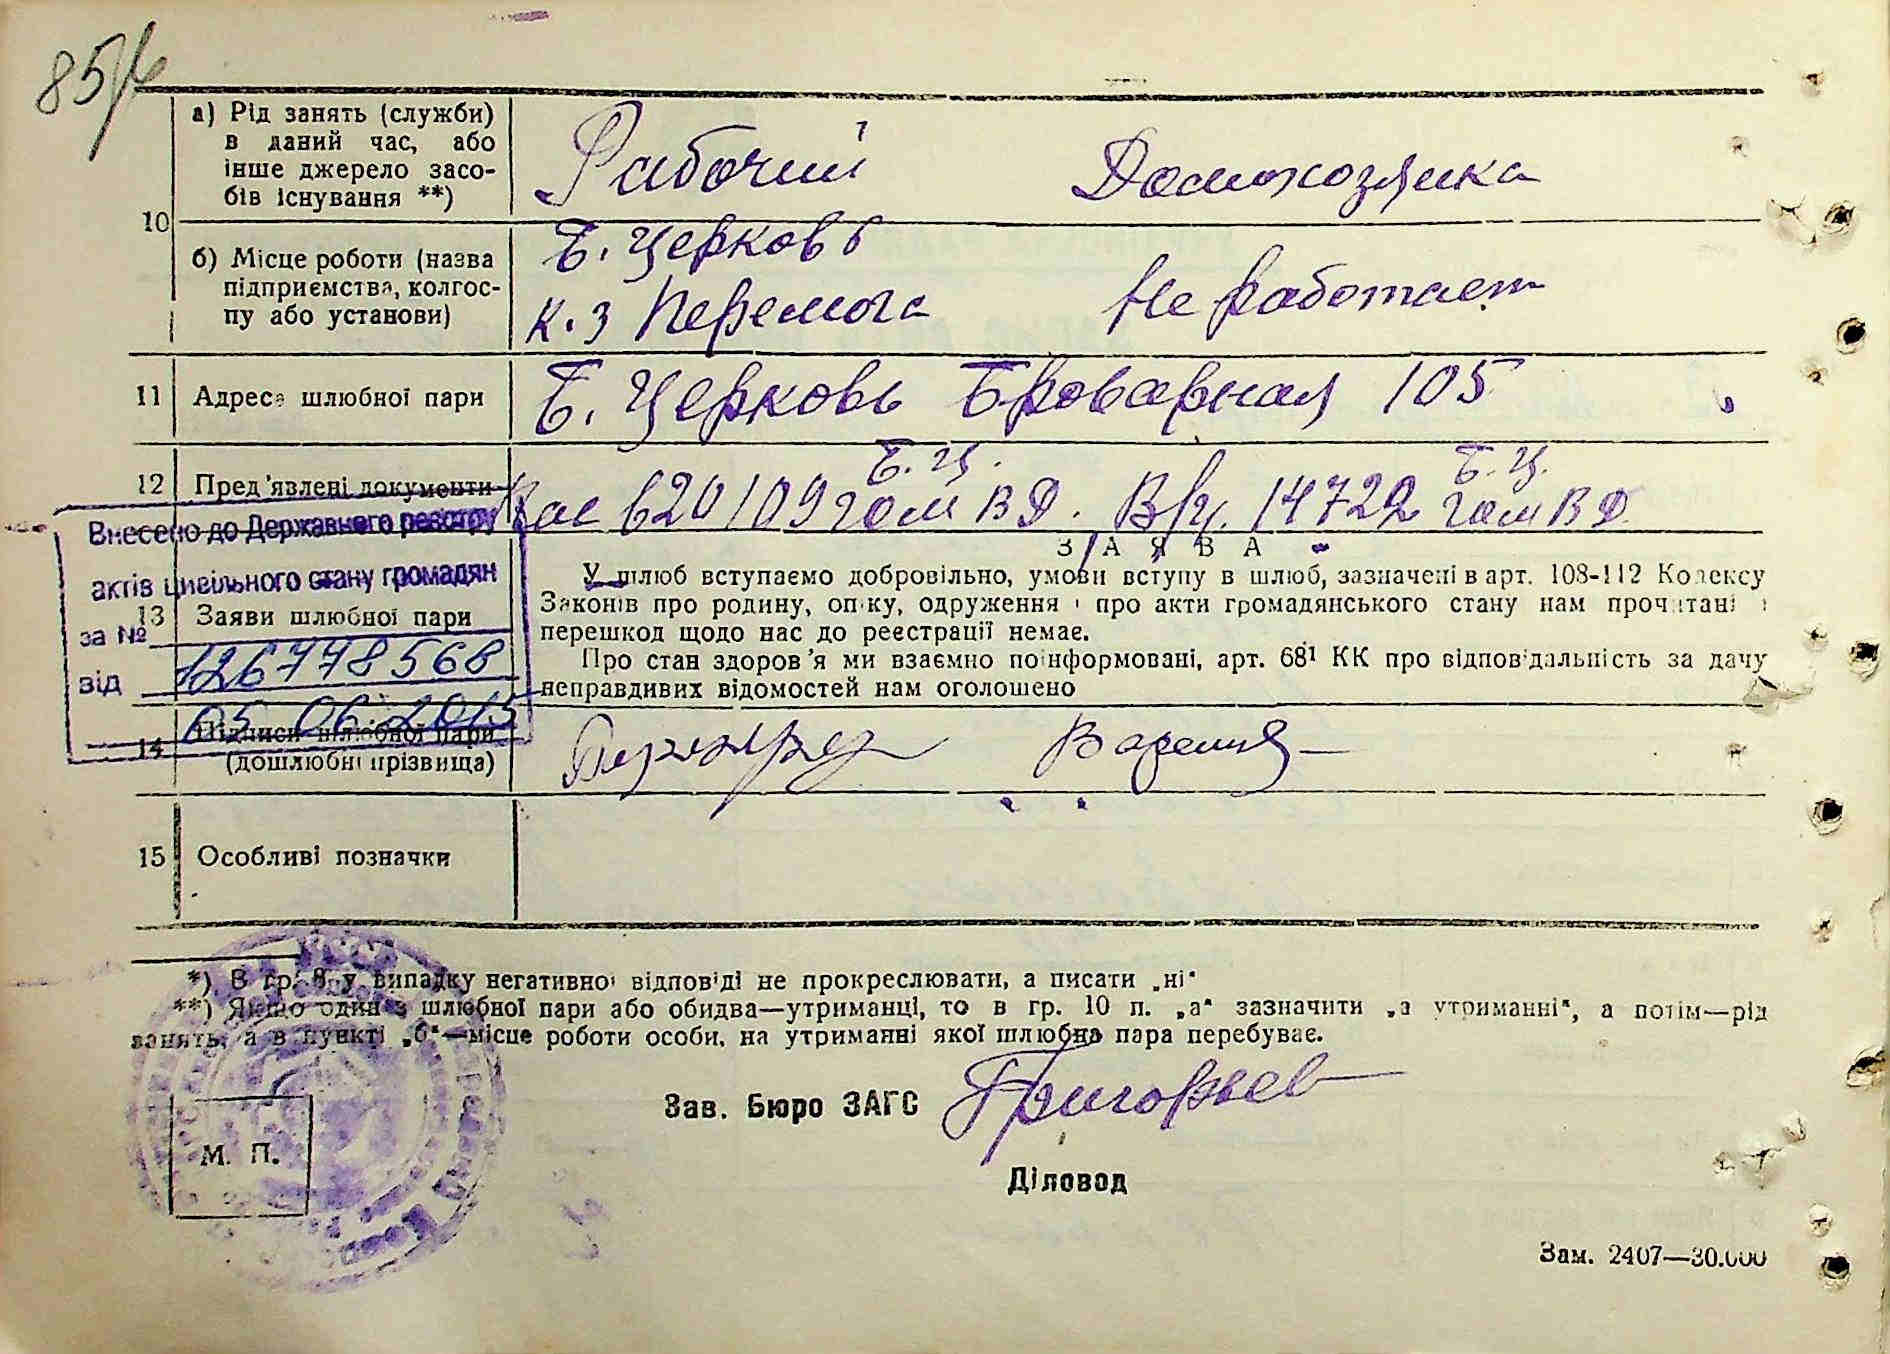 а) Рід занять (служби)
в даний час, або
інше джерело засо-
бів існування **)
Рабочий
Домохозяйка
10
б) Місце роботи (назва
підприємства, колгос-
пу або установи)
Б. Церковь
к.з Перемога
Не работает
11
Адреса шлюбної пари
Б. Церковь Броварная 105
12
Пред'явлені документи
Б. Ц.
Б. Ц.
620109
14722
Внесено до Державного реєстру
актів цивільного стану громадян
за № 126778568
від 05 06 2015
З А Я В А
13
Заяви шлюбної пари
У шлюб вступаємо добровільно, умови вступу в шлюб, зазначені в арт. 108-112 Кодексу
Законів про родину, опіку, одруження і про акти громадянського стану нам прочитані і
перешкод щодо нас до реєстрації немає.
Про стан здоров'я ми взаємно поінформовані, арт. 68¹ КК про відповідальність за дачу
неправдивих відомостей нам оголошено
14
Підписи шлюбної пари
(дошлюбні прізвища)
15
Особливі позначки
*) В гр. 8 у випадку негативної відповіді не прокреслювати, а писати „ні"
**) Якщо один з шлюбної пари або обидва—утриманці, то в гр. 10 п. „а" зазначити „а утриманні", а потім—рід
занять, а в пункті „б"—місце роботи особи, на утриманні якої шлюбна пара перебуває.
Зав. Бюро ЗАГС Григорьев
М. П.
Діловод
Зам. 2407—30.000